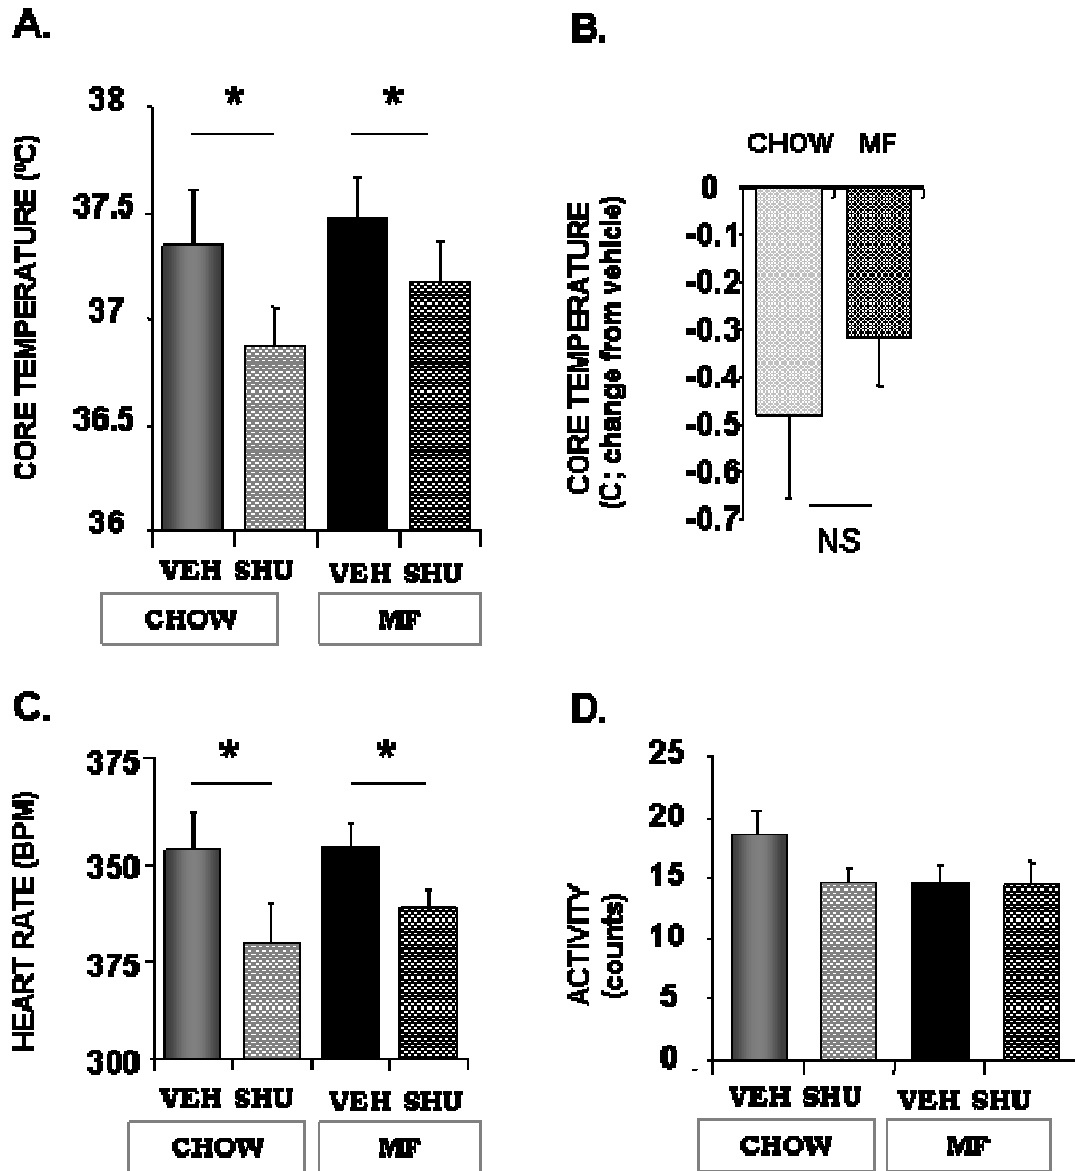 A.
CORE TEMPERATURE (ºC)
38
37.5
37
36.5
36
*
*
VEH SHU
VEH SHU
CHOW
MF
B.
CORE TEMPERATURE
(C; change from vehicle)
CHOW
MF
0
-0.1
-0.2
-0.3
-0.4
-0.5
-0.6
-0.7
NS
C.
HEART RATE (BPM)
375
350
375
300
*
*
VEH SHU
VEH SHU
CHOW
MF
D.
ACTIVITY
(counts)
25
20
15
10
5
0
VEH SHU
VEH SHU
CHOW
MF